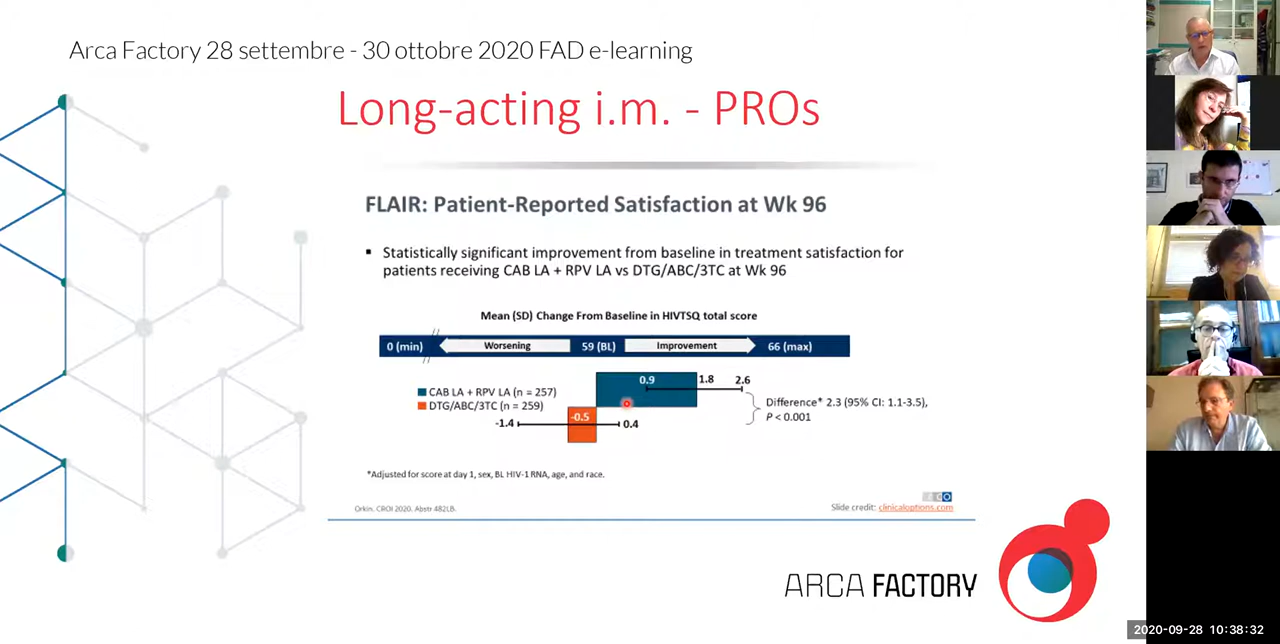 Arca Factory 28 settembre - 30 ottobre 2020 FAD e-learning
Long-acting i.m. - PROs
FLAIR: Patient-Reported Satisfaction at Wk 96
▪ Statistically significant improvement from baseline in treatment satisfaction for
patients receiving CAB LA + RPV LA vs DTG/ABC/3TC at Wk 96
Mean (SD) Change From Baseline in HIVTSQ total score
0 (min) Worsening 59 (BL) Improvement 66 (max)
CAB LA + RPV LA (n = 257) 0.9 1.8 2.6
DTG/ABC/3TC (n = 259)
Difference* 2.3 (95% CI: 1.1-3.5),
P < 0.001
-1.4 -0.5 0.4
*Adjusted for score at day 1, sex, BL HIV-1 RNA, age, and race.
Orkin. CROI 2020. Abstr 482LB.
Slide credit: clinicaloptions.com
ARCA FACTORY
2020-09-28 10:38:32